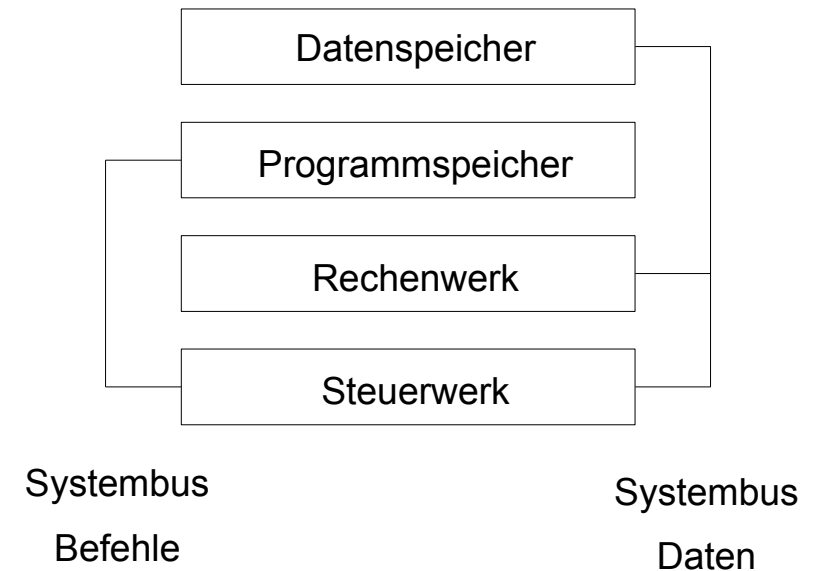 Datenspeicher
Programmspeicher
Rechenwerk
Steuerwerk
Systembus
Befehle
Systembus
Daten